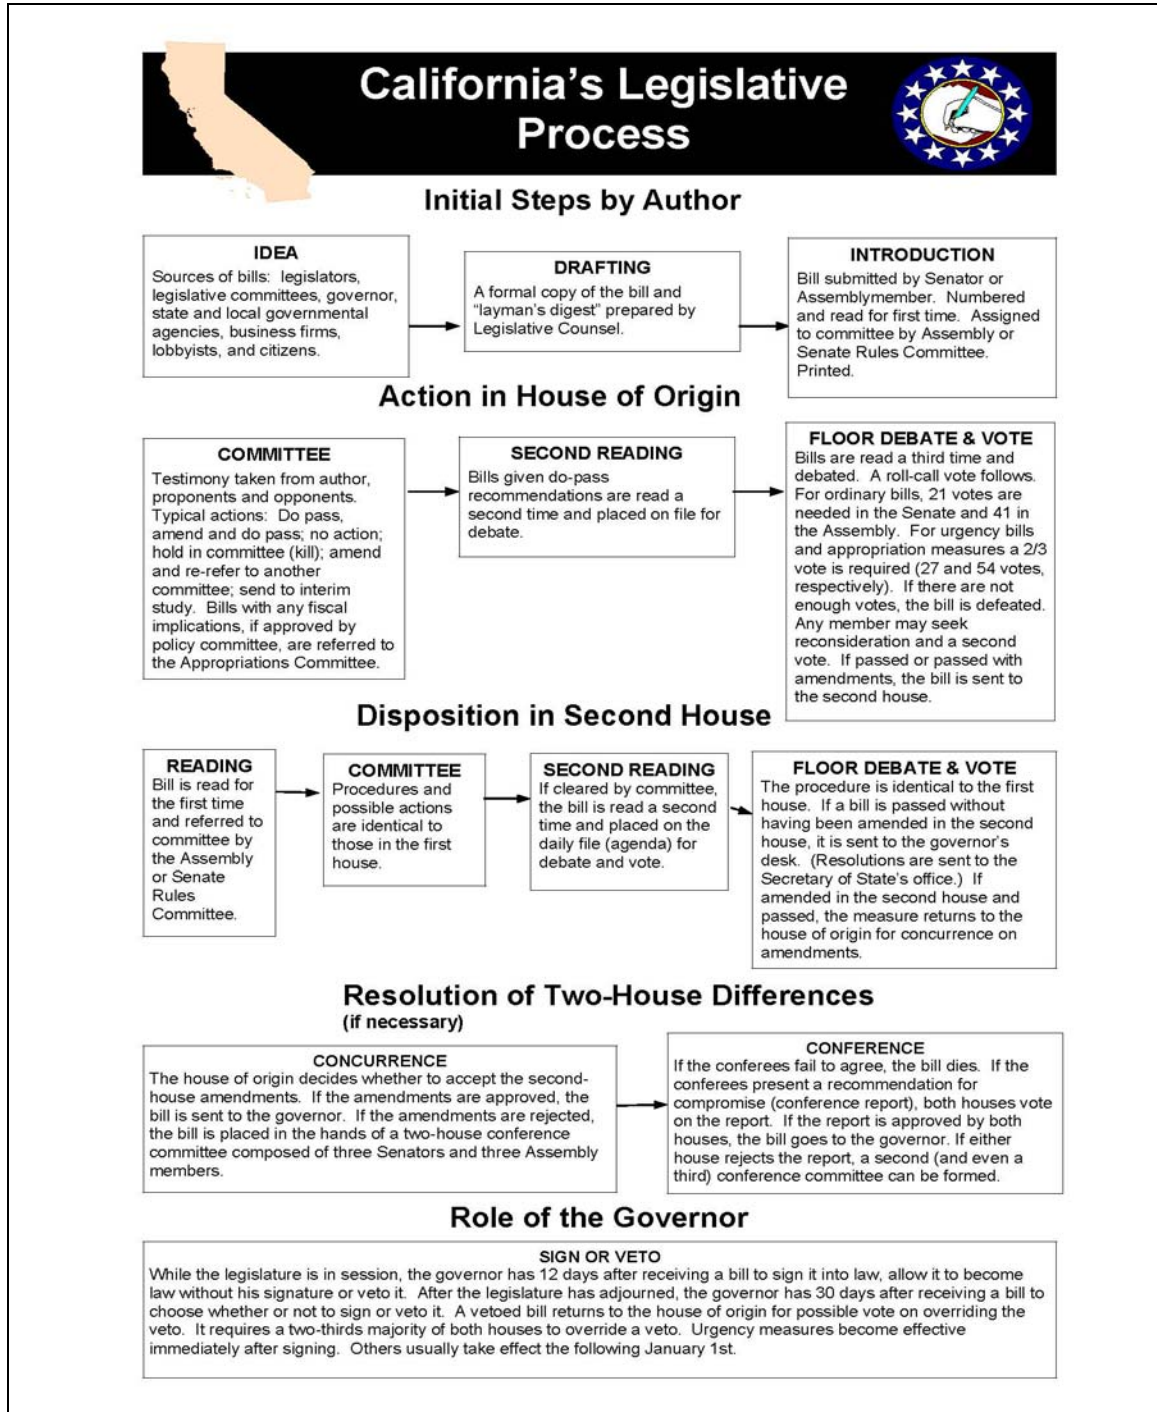 California's Legislative
Process
Initial Steps by Author
IDEA
Sources of bills: legislators,
legislative committees, governor,
state and local governmental
agencies, business firms,
lobbyists, and citizens.
DRAFTING
A formal copy of the bill and
“layman's digest” prepared by
Legislative Counsel.
INTRODUCTION
Bill submitted by Senator or
Assemblymember. Numbered
and read for first time. Assigned
to committee by Assembly or
Senate Rules Committee.
Printed.
Action in House of Origin
COMMITTEE
Testimony taken from author,
proponents and opponents.
Typical actions: Do pass,
amend and do pass; no action;
hold in committee (kill); amend
and re-refer to another
committee; send to interim
study. Bills with any fiscal
implications, if approved by
policy committee, are referred to
the Appropriations Committee.
SECOND READING
Bills given do-pass
recommendations are read a
second time and placed on file for
debate.
FLOOR DEBATE & VOTE
Bills are read a third time and
debated. A roll-call vote follows.
For ordinary bills, 21 votes are
needed in the Senate and 41 in
the Assembly. For urgency bills
and appropriation measures a 2/3
vote is required (27 and 54 votes,
respectively). If there are not
enough votes, the bill is defeated.
Any member may seek
reconsideration and a second
vote. If passed or passed with
amendments, the bill is sent to
the second house.
Disposition in Second House
READING
Bill is read for
the first time
and referred to
committee by
the Assembly
or Senate
Rules
Committee.
COMMITTEE
Procedures and
possible actions
are identical to
those in the first
house.
SECOND READING
If cleared by committee,
the bill is read a second
time and placed on the
daily file (agenda) for
debate and vote.
FLOOR DEBATE & VOTE
The procedure is identical to the first
house. If a bill is passed without
having been amended in the second
house, it is sent to the governor's
desk. (Resolutions are sent to the
Secretary of State's office.) If
amended in the second house and
passed, the measure returns to the
house of origin for concurrence on
amendments.
Resolution of Two-House Differences
(if necessary)
CONCURRENCE
The house of origin decides whether to accept the second-
house amendments. If the amendments are approved, the
bill is sent to the governor. If the amendments are rejected,
the bill is placed in the hands of a two-house conference
committee composed of three Senators and three Assembly
members.
CONFERENCE
If the conferees fail to agree, the bill dies. If the
conferees present a recommendation for
compromise (conference report), both houses vote
on the report. If the report is approved by both
houses, the bill goes to the governor. If either
house rejects the report, a second (and even a
third) conference committee can be formed.
Role of the Governor
SIGN OR VETO
While the legislature is in session, the governor has 12 days after receiving a bill to sign it into law, allow it to become
law without his signature or veto it. After the legislature has adjourned, the governor has 30 days after receiving a bill to
choose whether or not to sign or veto it. A vetoed bill returns to the house of origin for possible vote on overriding the
veto. It requires a two-thirds majority of both houses to override a veto. Urgency measures become effective
immediately after signing. Others usually take effect the following January 1st.